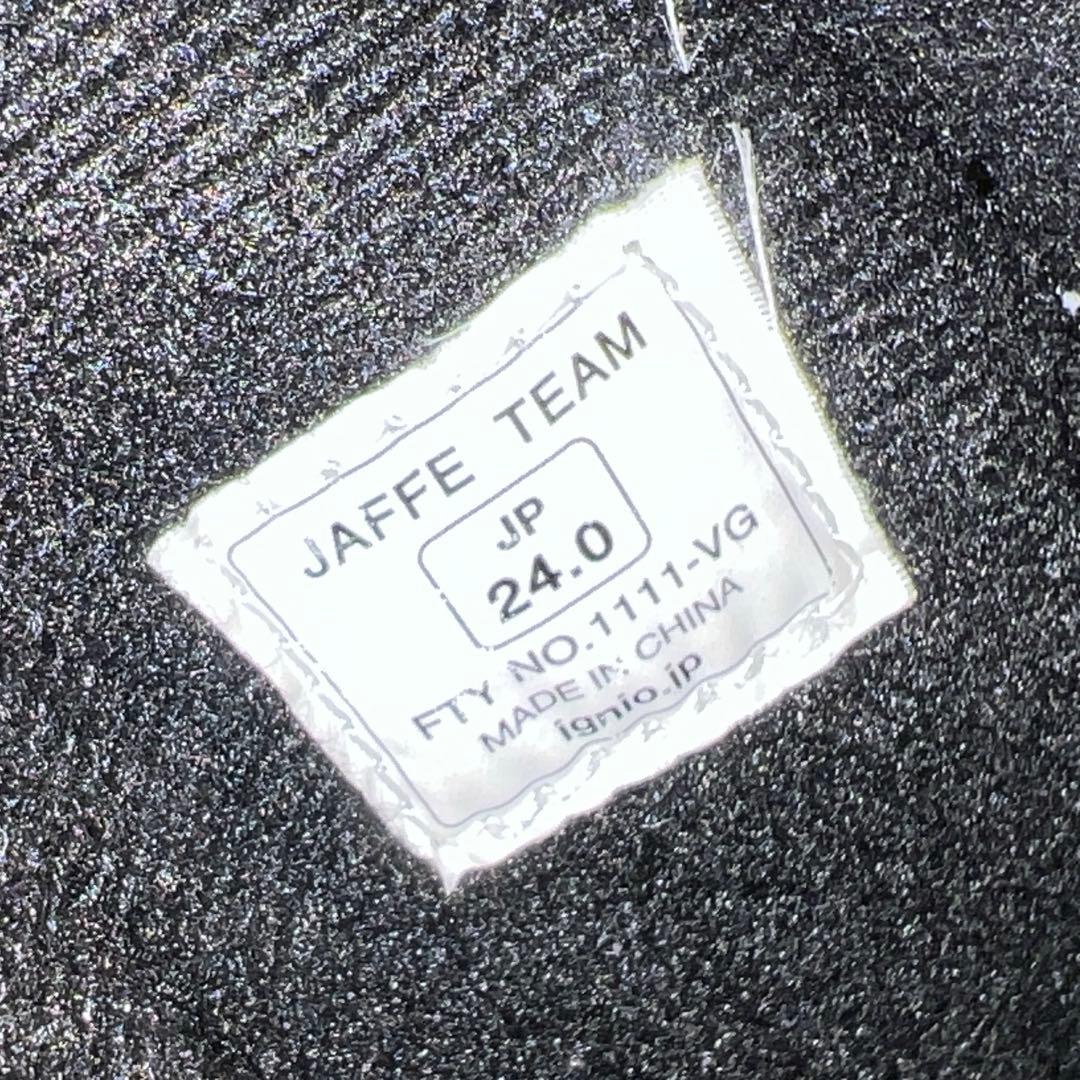 JAFFE TEAM
JP
24.0
FTY NO.1111-VG
MADE IN CHINA
ignio.jp